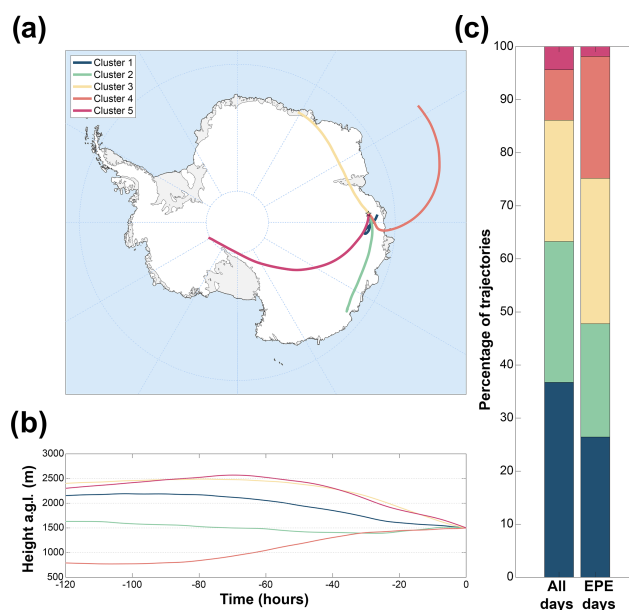 (a)
Cluster 1
Cluster 2
Cluster 3
Cluster 4
Cluster 5
(b)
3000
2500
2000
1500
1000
500
Height a.g.l. (m)
-120
-100
-80
-60
-40
-20
0
Time (hours)
(c)
100
90
80
70
60
50
40
30
20
10
0
Percentage of trajectories
All days
EPE days